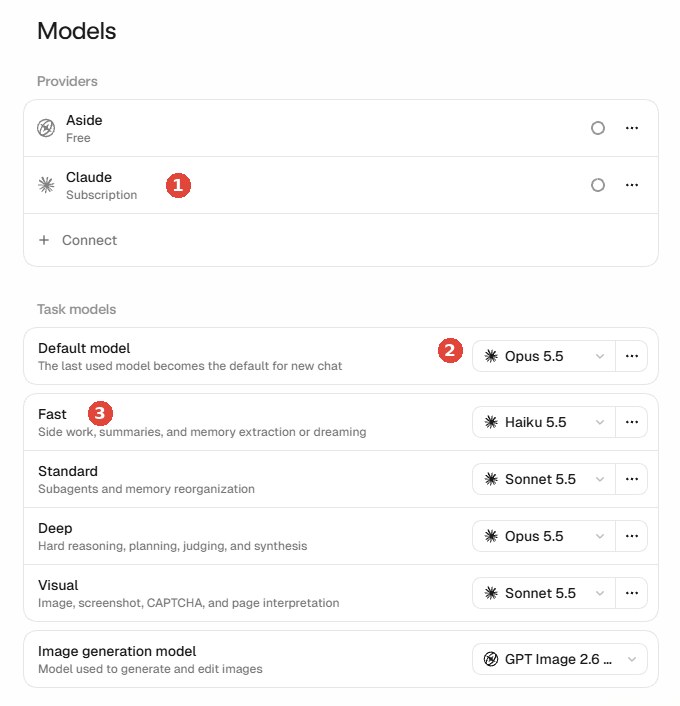 Models
Providers
Aside
Free
Claude
Subscription
1
Connect
Task models
Default model
The last used model becomes the default for new chat
2
Opus 5.5
Fast
3
Side work, summaries, and memory extraction or dreaming
Haiku 5.5
Standard
Subagents and memory reorganization
Sonnet 5.5
Deep
Hard reasoning, planning, judging, and synthesis
Opus 5.5
Visual
Image, screenshot, CAPTCHA, and page interpretation
Sonnet 5.5
Image generation model
Model used to generate and edit images
GPT Image 2.6 ...